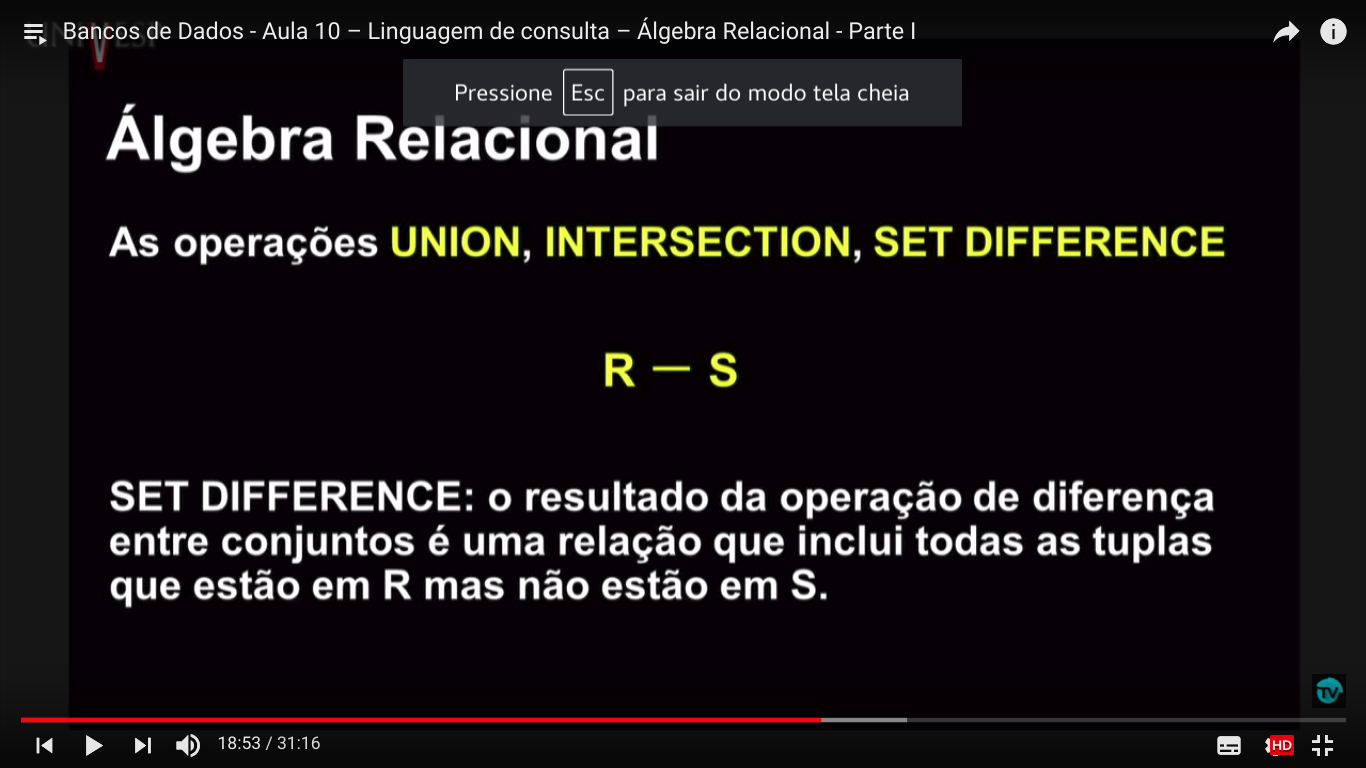 Bancos de Dados - Aula 10 – Linguagem de consulta – Álgebra Relacional - Parte I
Pressione Esc para sair do modo tela cheia
Álgebra Relacional
As operações UNION, INTERSECTION, SET DIFFERENCE
R — S
SET DIFFERENCE: o resultado da operação de diferença
entre conjuntos é uma relação que inclui todas as tuplas
que estão em R mas não estão em S.
TV
18:53 / 31:16
HD